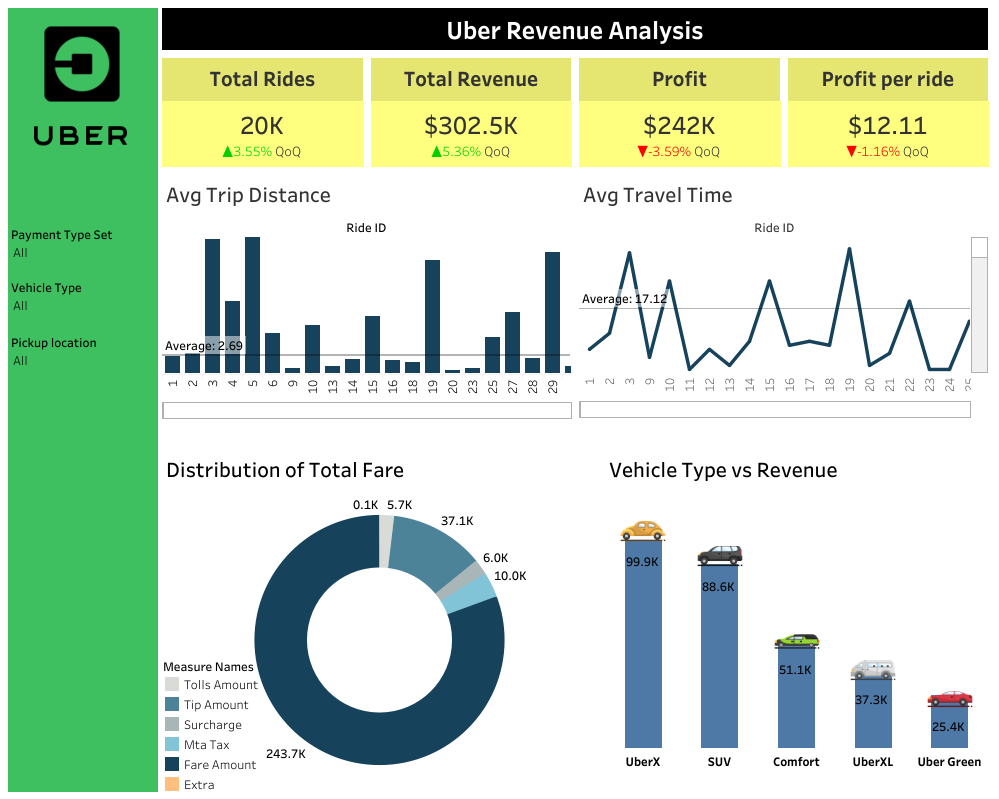 Uber Revenue Analysis
UBER
Total Rides
20K
▲3.55% QoQ
Total Revenue
$302.5K
▲5.36% QoQ
Profit
$242K
▼-3.59% QoQ
Profit per ride
$12.11
▼-1.16% QoQ
Payment Type Set
All
Vehicle Type
All
Pickup location
All
Avg Trip Distance
Ride ID
Average: 2.69
1 2 3 4 5 6 9 10 13 14 15 16 18 19 20 23 25 27 28 29
Avg Travel Time
Ride ID
Average: 17.12
1 2 3 9 10 11 12 13 14 15 16 17 18 19 20 21 22 23 24 25
Distribution of Total Fare
0.1K 5.7K
37.1K
6.0K
10.0K
243.7K
Measure Names
Tolls Amount
Tip Amount
Surcharge
Mta Tax
Fare Amount
Extra
Vehicle Type vs Revenue
99.9K
88.6K
51.1K
37.3K
25.4K
UberX SUV Comfort UberXL Uber Green